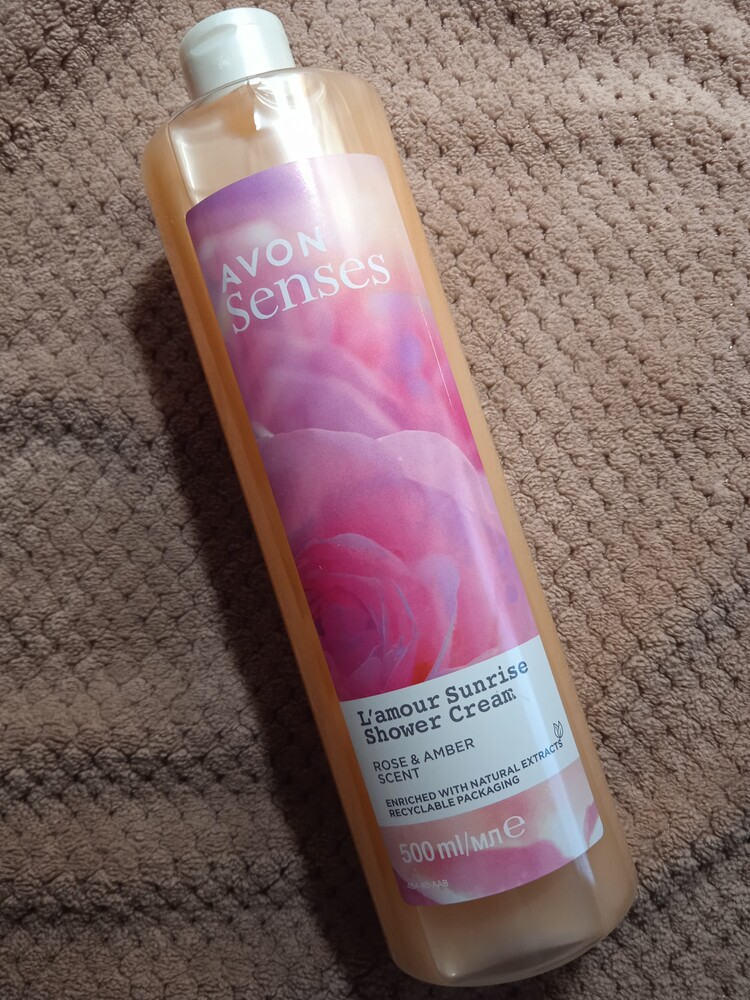 AVON
senses
L'amour Sunrise
Shower Cream
ROSE & AMBER
SCENT
ENRICHED WITH NATURAL EXTRACTS
RECYCLABLE PACKAGING
500 ml/мл e